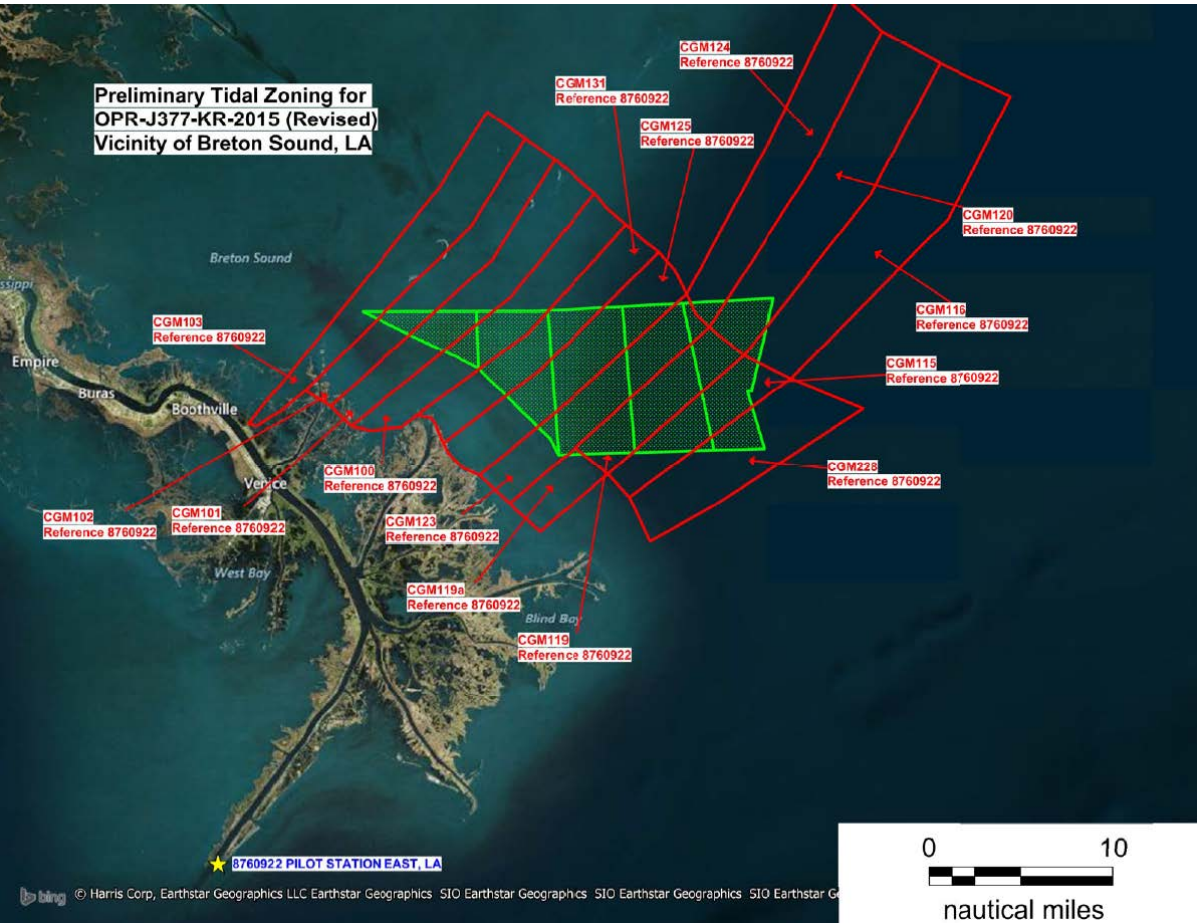 Preliminary Tidal Zoning for
OPR-J377-KR-2015 (Revised)
Vicinity of Breton Sound, LA
CGM124
Reference 8760922
CGM131
Reference 8760922
CGM125
Reference 8760922
CGM120
Reference 8760922
Breton Sound
ssippi
CGM103
Reference 8760922
CGM116
Reference 8760922
Empire
CGM115
Reference 8760922
Buras
Boothville
CGM100
Reference 8760922
CGM228
Reference 8760922
Venice
CGM102
Reference 8760922
CGM101
Reference 8760922
CGM123
Reference 8760922
West Bay
CGM119a
Reference 8760922
Blind Bay
CGM119
Reference 8760922
8760922 PILOT STATION EAST, LA
0 10
nautical miles
bing © Harris Corp, Earthstar Geographics LLC Earthstar Geographics SIO Earthstar Geographics SIO Earthstar Geographics SIO Earthstar G